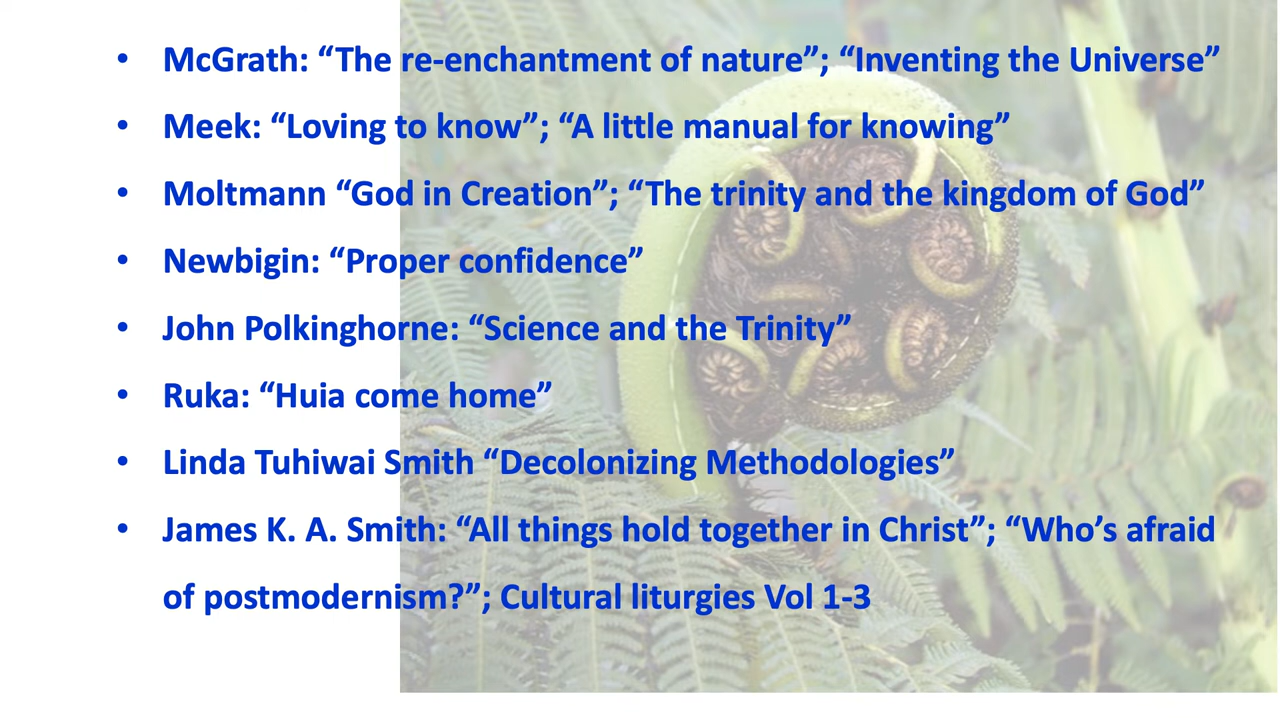 • McGrath: “The re-enchantment of nature”; “Inventing the Universe”
• Meek: “Loving to know”; “A little manual for knowing”
• Moltmann “God in Creation”; “The trinity and the kingdom of God”
• Newbigin: “Proper confidence”
• John Polkinghorne: “Science and the Trinity”
• Ruka: “Huia come home”
• Linda Tuhiwai Smith “Decolonizing Methodologies”
• James K. A. Smith: “All things hold together in Christ”; “Who’s afraid
of postmodernism?”; Cultural liturgies Vol 1-3